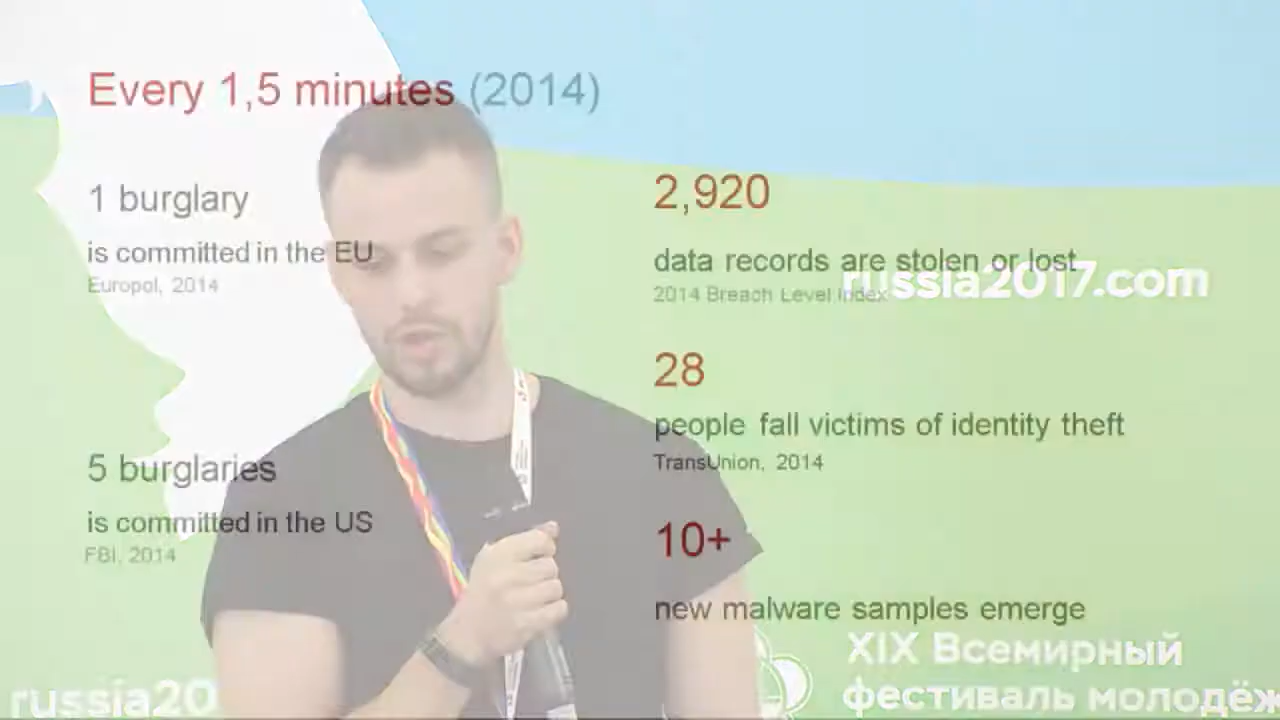 Every 1,5 minutes (2014)
1 burglary
is committed in the EU
Europol, 2014
5 burglaries
is committed in the US
FBI, 2014
2,920
data records are stolen or lost
2014 Breach Level Index
28
people fall victims of identity theft
TransUnion, 2014
10+
new malware samples emerge
russia2017.com
XIX Всемирный
фестиваль молодёж
russia20